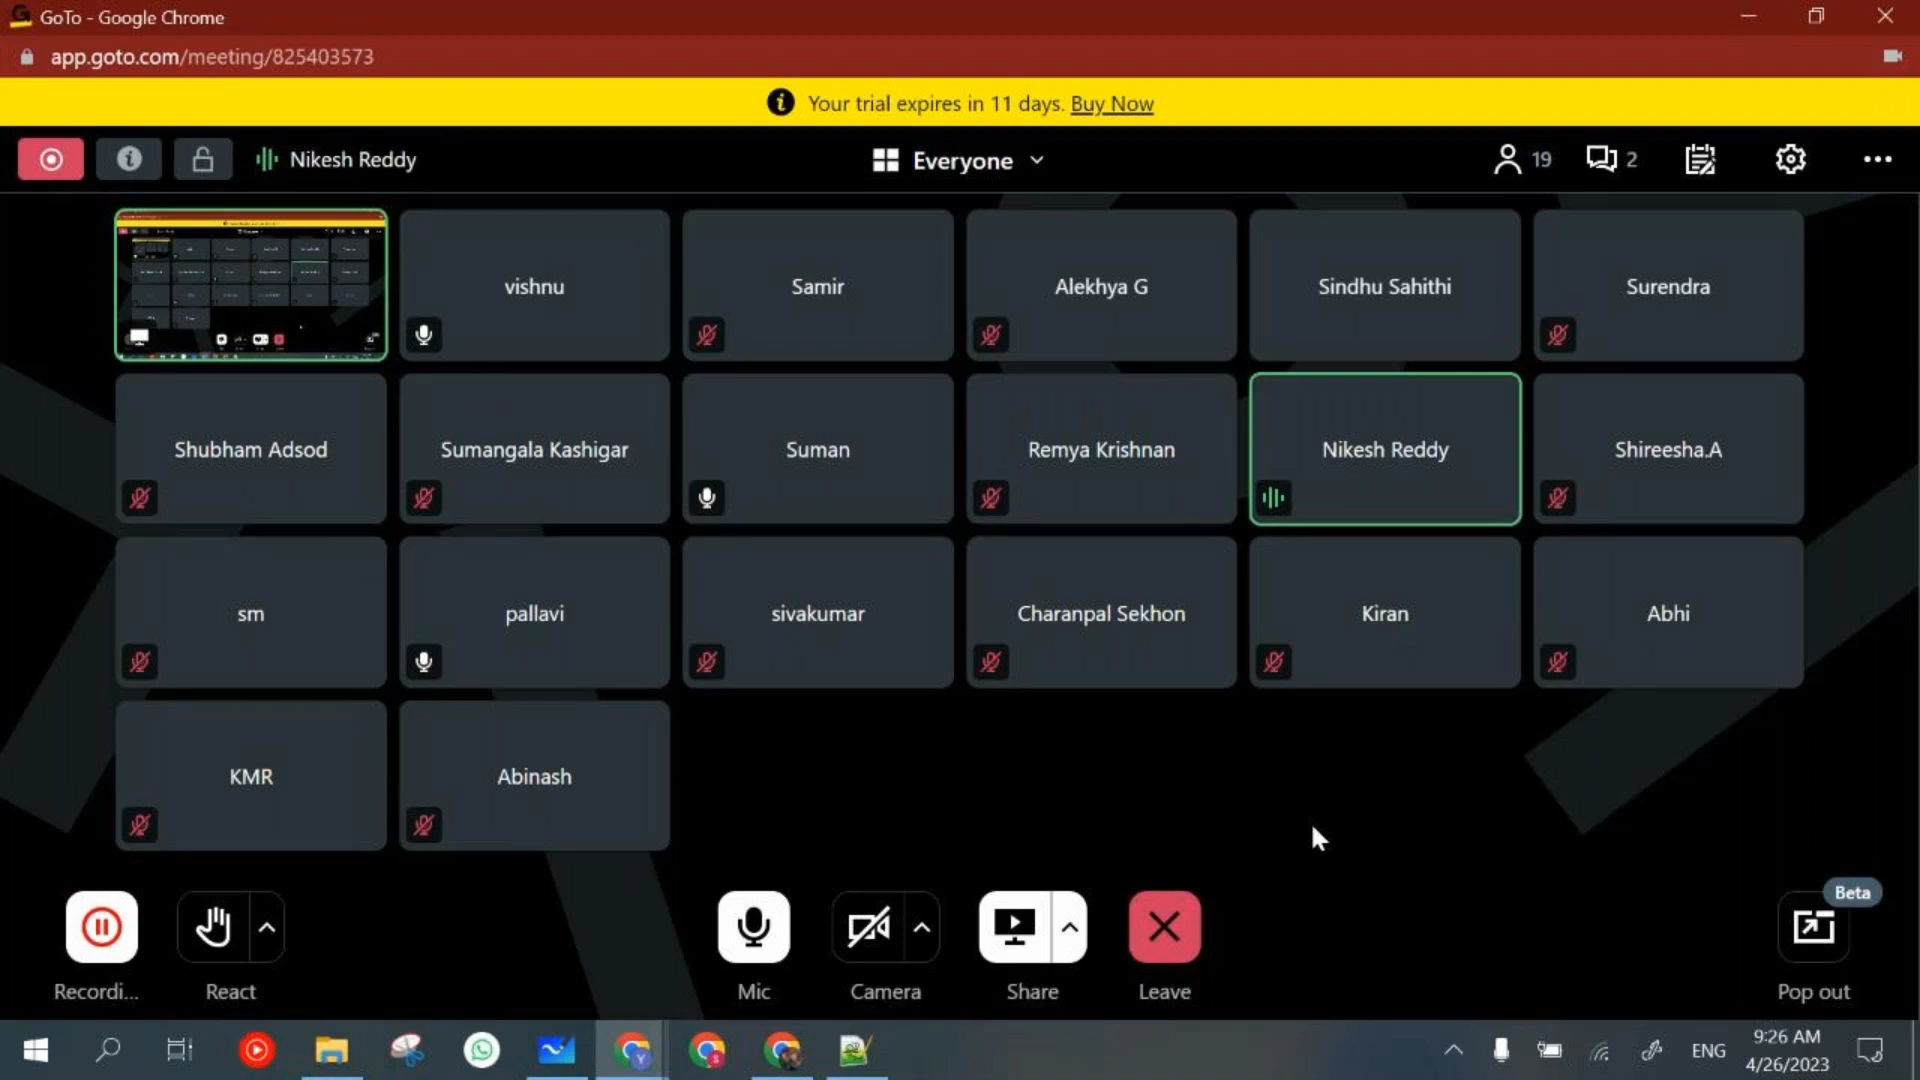 GoTo - Google Chrome
app.goto.com/meeting/825403573
Your trial expires in 11 days. Buy Now
Nikesh Reddy
Everyone
19
2
vishnu
Samir
Alekhya G
Sindhu Sahithi
Surendra
Shubham Adsod
Sumangala Kashigar
Suman
Remya Krishnan
Nikesh Reddy
Shireesha.A
sm
pallavi
sivakumar
Charanpal Sekhon
Kiran
Abhi
KMR
Abinash
Beta
Recordi...
React
Mic
Camera
Share
Leave
Pop out
ENG
9:26 AM
4/26/2023